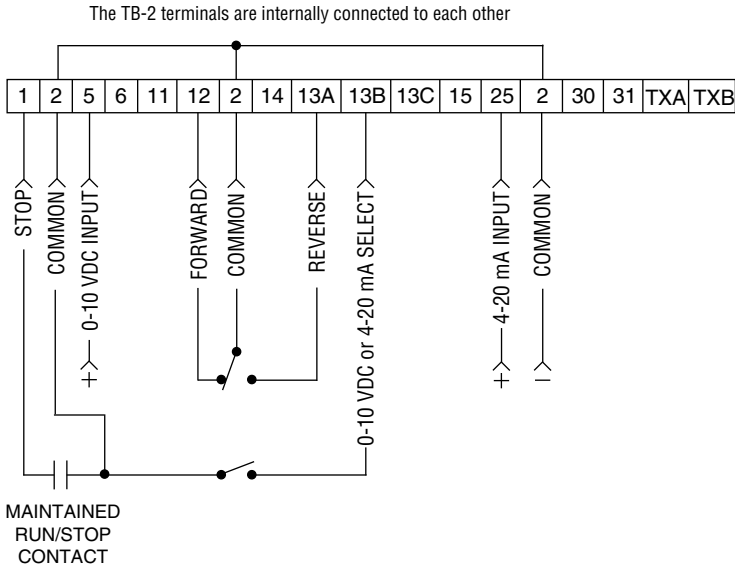 The TB-2 terminals are internally connected to each other
1 2 5 6 11 12 2 14 13A 13B 13C 15 25 2 30 31 TXA TXB
STOP
COMMON
0-10 VDC INPUT
+
FORWARD
COMMON
REVERSE
0-10 VDC or 4-20 mA SELECT
4-20 mA INPUT
+
COMMON
–
MAINTAINED
RUN/STOP
CONTACT